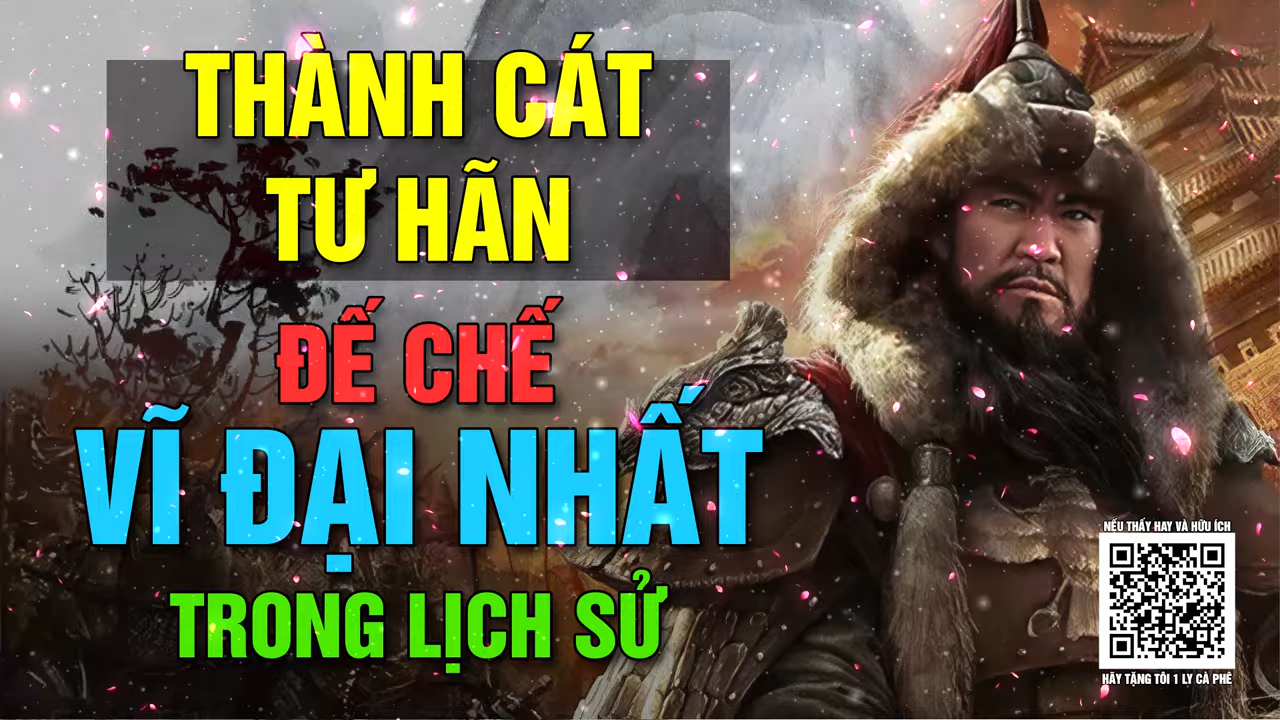 THÀNH CÁT
TƯ HÃN
ĐẾ CHẾ
VĨ ĐẠI NHẤT
TRONG LỊCH SỬ
NẾU THẤY HAY VÀ HỮU ÍCH
HÃY TẶNG TÔI 1 LY CÀ PHÊ